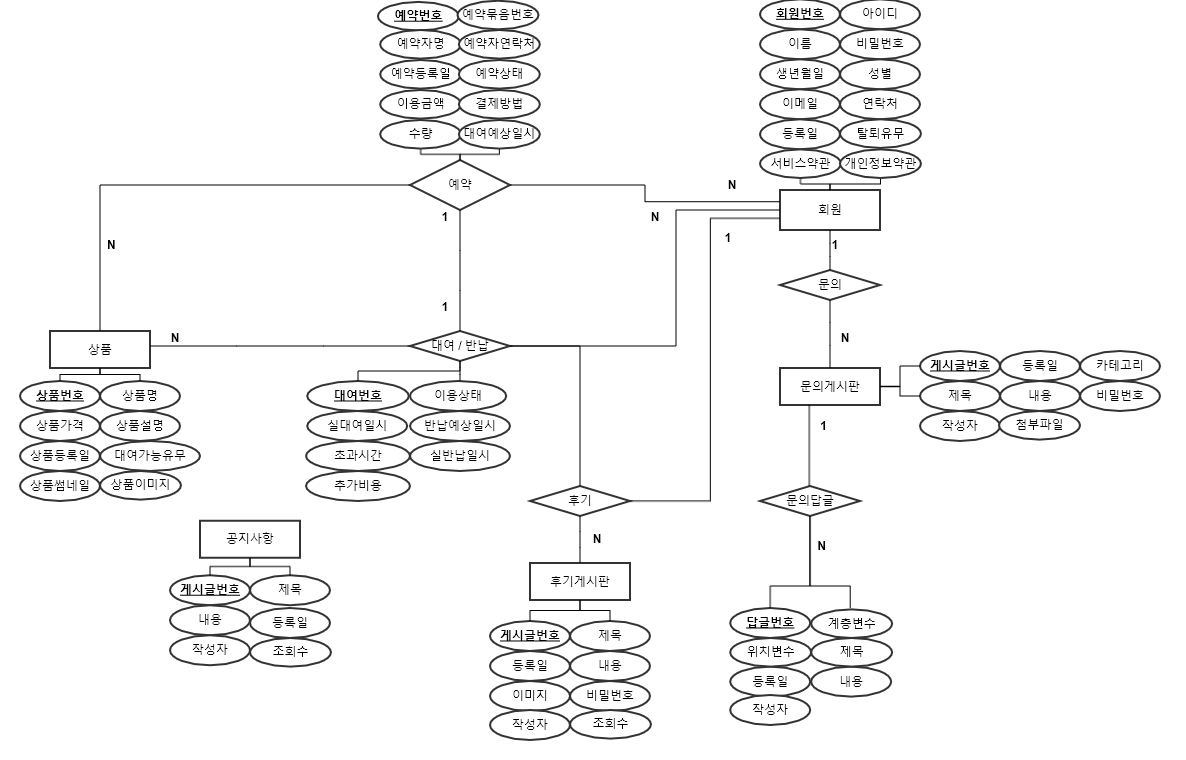 예약번호 예약묶음번호
예약자명 예약자연락처
예약등록일 예약상태
이용금액 결제방법
수량 대여예상일시
예약
회원번호 아이디
이름 비밀번호
생년월일 성별
이메일 연락처
등록일 탈퇴유무
서비스약관 개인정보약관
회원
N
N
1
1
N
1
1
문의
N
상품
N
대여 / 반납
상품번호 상품명
상품가격 상품설명
상품등록일 대여가능유무
상품썸네일 상품이미지
대여번호 이용상태
실대여일시 반납예상일시
초과시간 실반납일시
추가비용
문의게시판
게시글번호 등록일 카테고리
제목 내용 비밀번호
작성자 첨부파일
1
후기
문의답글
N
N
공지사항
게시글번호 제목
내용 등록일
작성자 조회수
후기게시판
게시글번호 제목
등록일 내용
이미지 비밀번호
작성자 조회수
답글번호 계층변수
위치변수 제목
등록일 내용
작성자